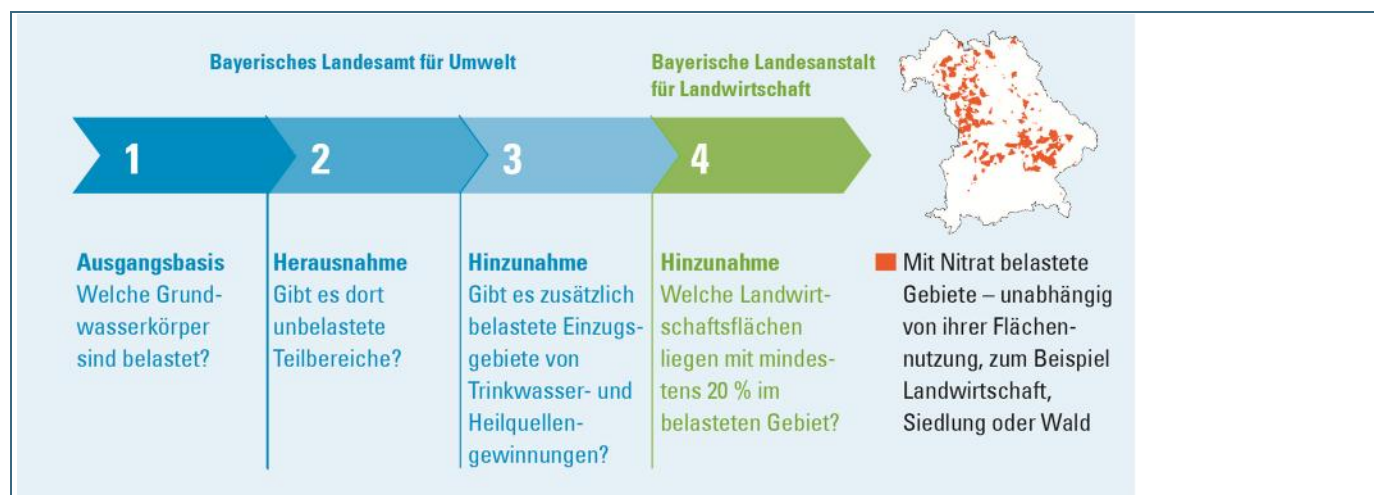 Bayerisches Landesamt für Umwelt
Bayerische Landesanstalt
für Landwirtschaft
1
2
3
4
Ausgangsbasis
Welche Grund-
wasserkörper
sind belastet?
Herausnahme
Gibt es dort
unbelastete
Teilbereiche?
Hinzunahme
Gibt es zusätzlich
belastete Einzugs-
gebiete von
Trinkwasser- und
Heilquellen-
gewinnungen?
Hinzunahme
Welche Landwirt-
schaftsflächen
liegen mit mindes-
tens 20 % im
belasteten Gebiet?
Mit Nitrat belastete
Gebiete – unabhängig
von ihrer Flächen-
nutzung, zum Beispiel
Landwirtschaft,
Siedlung oder Wald